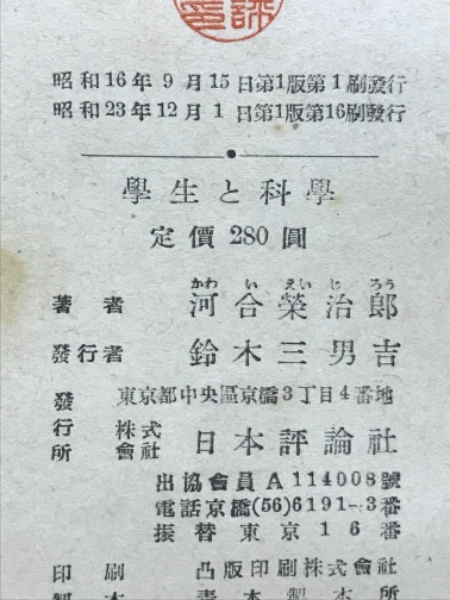 昭和16年9月15日第1版第1刷發行
昭和23年12月1日第1版第16刷發行
學生と科學
定價280圓
かわいえいじろう
著者 河合榮治郎
發行者 鈴木三男吉
東京都中央區京橋3丁目4番地
發行所 株式會社 日本評論社
出協會員A114008號
電話京橋(56)6191-3番
振替東京16番
印刷 凸版印刷株式會社
製本 製本所